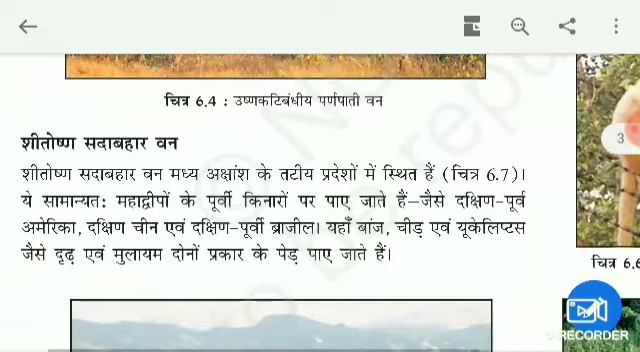 चित्र 6.4 : उष्णकटिबंधीय पर्णपाती वन
शीतोष्ण सदाबहार वन
शीतोष्ण सदाबहार वन मध्य अक्षांश के तटीय प्रदेशों में स्थित हैं (चित्र 6.7)।
ये सामान्यतः महाद्वीपों के पूर्वी किनारों पर पाए जाते हैं–जैसे दक्षिण-पूर्व
अमेरिका, दक्षिण चीन एवं दक्षिण-पूर्वी ब्राजील। यहाँ बांज, चीड़ एवं यूकेलिप्टस
जैसे दृढ़ एवं मुलायम दोनों प्रकार के पेड़ पाए जाते हैं।
3
चित्र 6.6
RECORDER